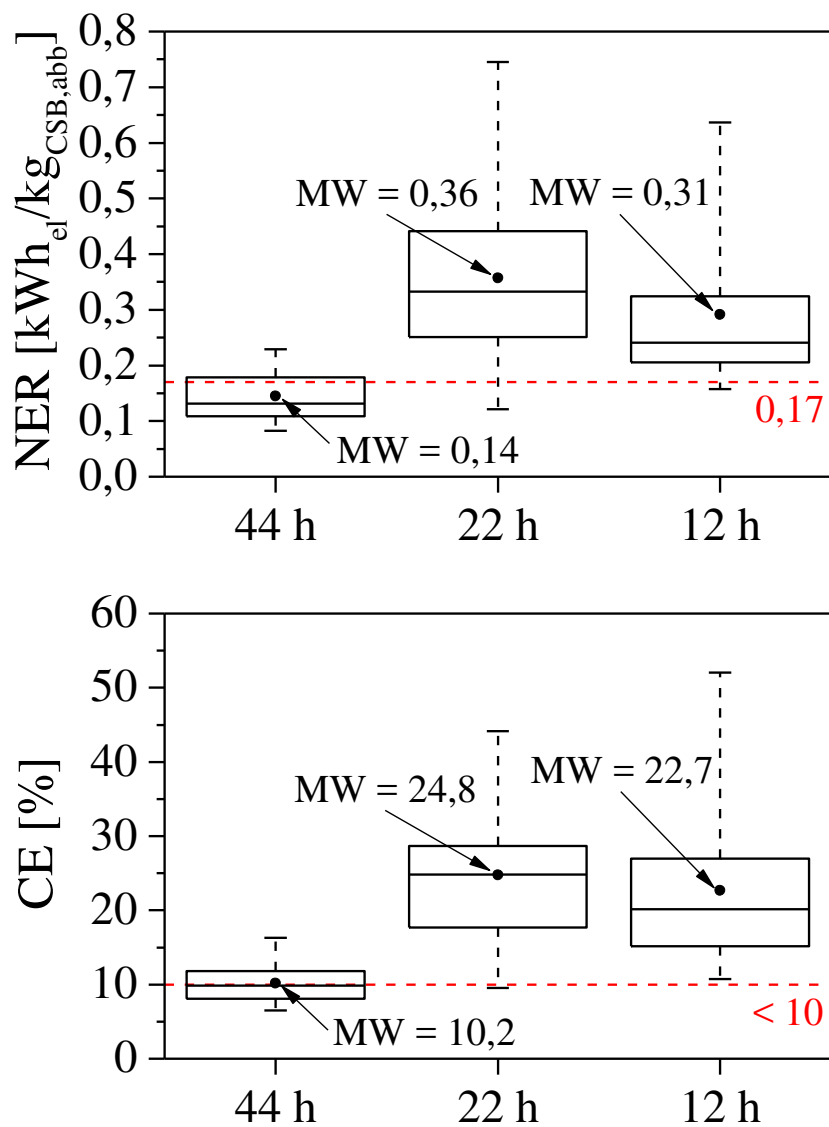 NER [kWh_el/kg_CSB,abb]
0,8
0,7
0,6
0,5
0,4
0,3
0,2
0,1
0,0
MW = 0,36
MW = 0,31
0,17
MW = 0,14
44 h
22 h
12 h
CE [%]
60
50
40
30
20
10
0
MW = 24,8
MW = 22,7
< 10
MW = 10,2
44 h
22 h
12 h